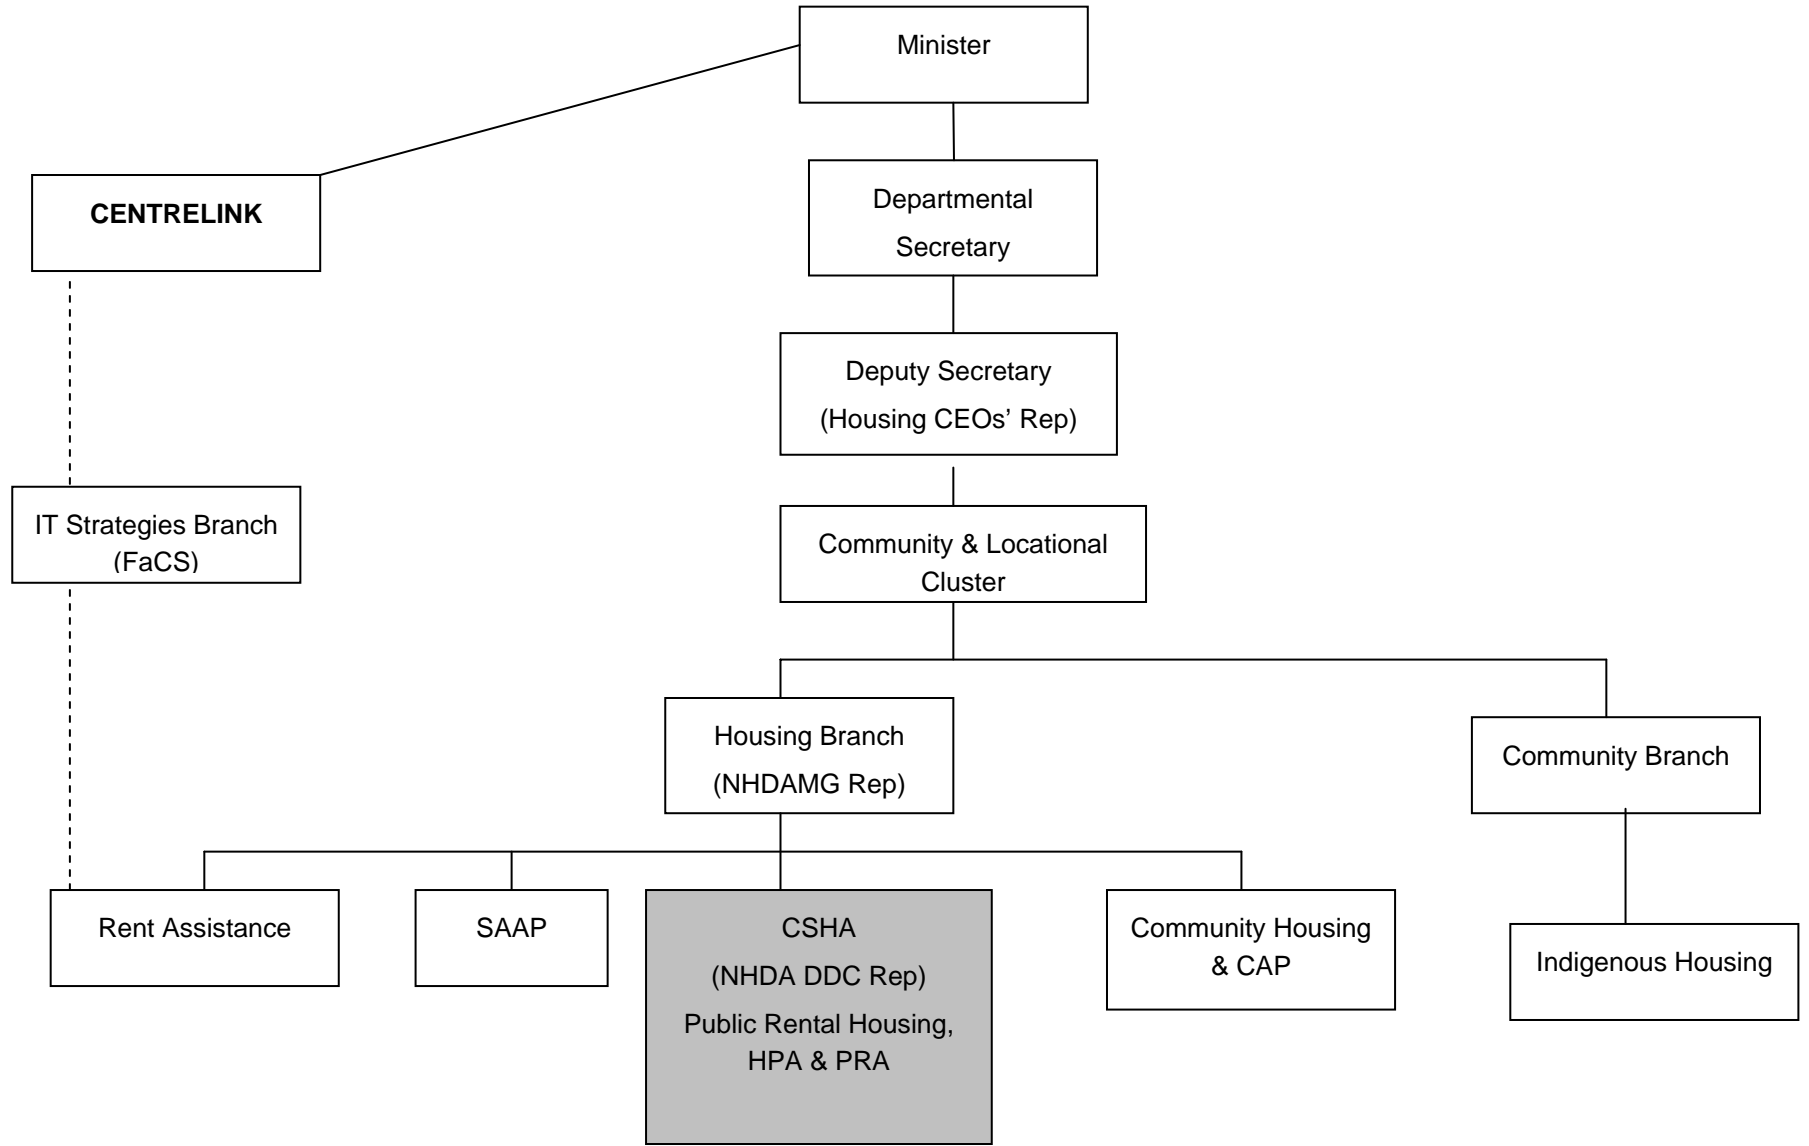 Minister
CENTRELINK
Departmental
Secretary
Deputy Secretary
(Housing CEOs’ Rep)
IT Strategies Branch
(FaCS)
Community & Locational
Cluster
Housing Branch
(NHDAMG Rep)
Community Branch
Rent Assistance
SAAP
CSHA
(NHDA DDC Rep)
Public Rental Housing,
HPA & PRA
Community Housing
& CAP
Indigenous Housing